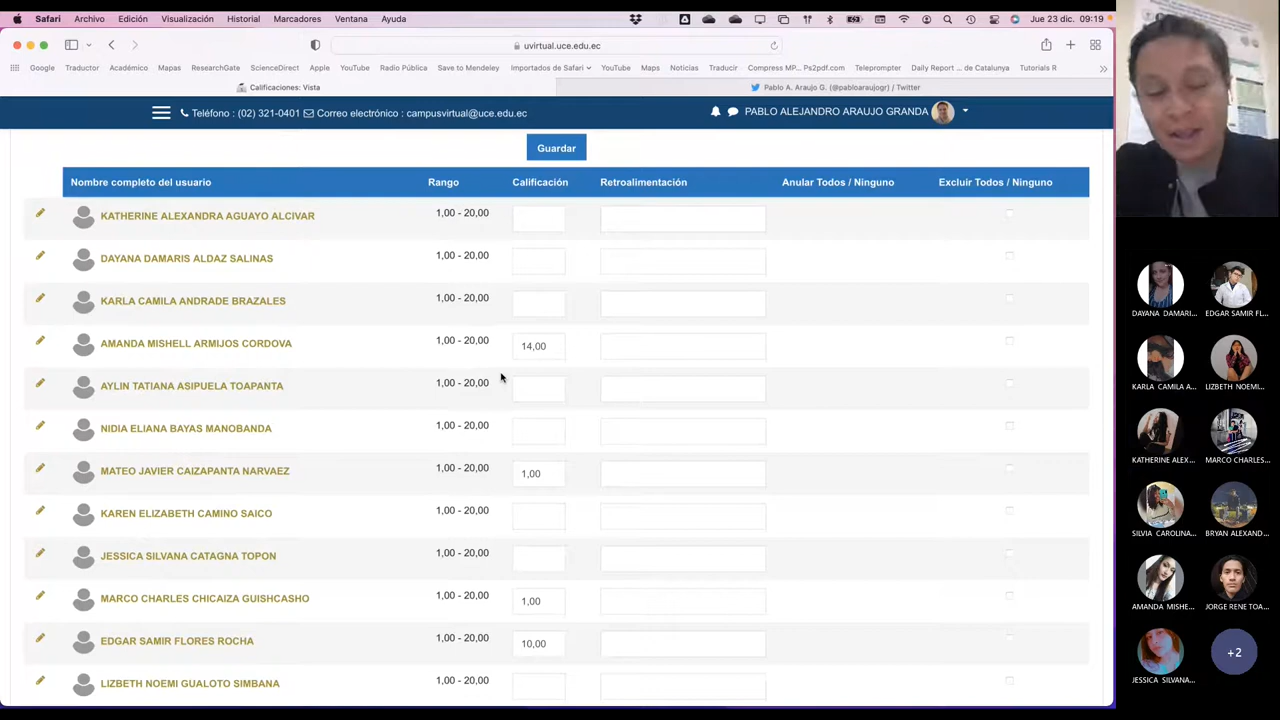 Safari Archivo Edición Visualización Historial Marcadores Ventana Ayuda Jue 23 dic. 09:19
uvirtual.uce.edu.ec
Google Traductor Académico Mapas ResearchGate ScienceDirect Apple YouTube Radio Pública Save to Mendeley Importados de Safari YouTube Maps Noticias Traducir Compress MP... Ps2pdf.com Teleprompter Daily Report ... de Catalunya Tutorials R
Calificaciones: Vista Pablo A. Araujo G. (@pabloaraujogr) / Twitter
Teléfono : (02) 321-0401 Correo electrónico : campusvirtual@uce.edu.ec PABLO ALEJANDRO ARAUJO GRANDA
Guardar
Nombre completo del usuario Rango Calificación Retroalimentación Anular Todos / Ninguno Excluir Todos / Ninguno
KATHERINE ALEXANDRA AGUAYO ALCIVAR 1,00 - 20,00
DAYANA DAMARIS ALDAZ SALINAS 1,00 - 20,00
KARLA CAMILA ANDRADE BRAZALES 1,00 - 20,00
AMANDA MISHELL ARMIJOS CORDOVA 1,00 - 20,00 14,00
AYLIN TATIANA ASIPUELA TOAPANTA 1,00 - 20,00
NIDIA ELIANA BAYAS MANOBANDA 1,00 - 20,00
MATEO JAVIER CAIZAPANTA NARVAEZ 1,00 - 20,00 1,00
KAREN ELIZABETH CAMINO SAICO 1,00 - 20,00
JESSICA SILVANA CATAGNA TOPON 1,00 - 20,00
MARCO CHARLES CHICAIZA GUISHCASHO 1,00 - 20,00 1,00
EDGAR SAMIR FLORES ROCHA 1,00 - 20,00 10,00
LIZBETH NOEMI GUALOTO SIMBANA 1,00 - 20,00
DAYANA DAMARI... EDGAR SAMIR FL...
KARLA CAMILA A... LIZBETH NOEMI...
KATHERINE ALEX... MARCO CHARLES...
SILVIA CAROLINA... BRYAN ALEXAND...
AMANDA MISHE... JORGE RENE TOA...
JESSICA SILVANA... +2